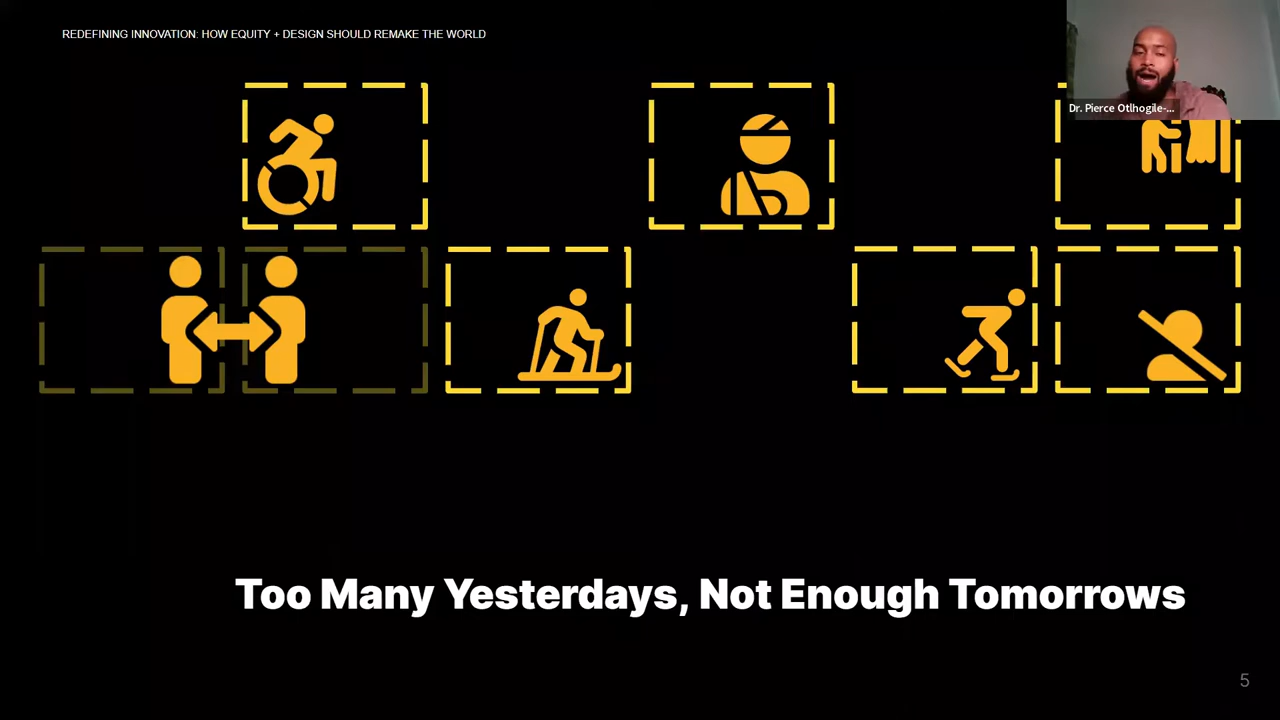 REDEFINING INNOVATION: HOW EQUITY + DESIGN SHOULD REMAKE THE WORLD
Dr. Pierce Otlhogile-...
Too Many Yesterdays, Not Enough Tomorrows
5